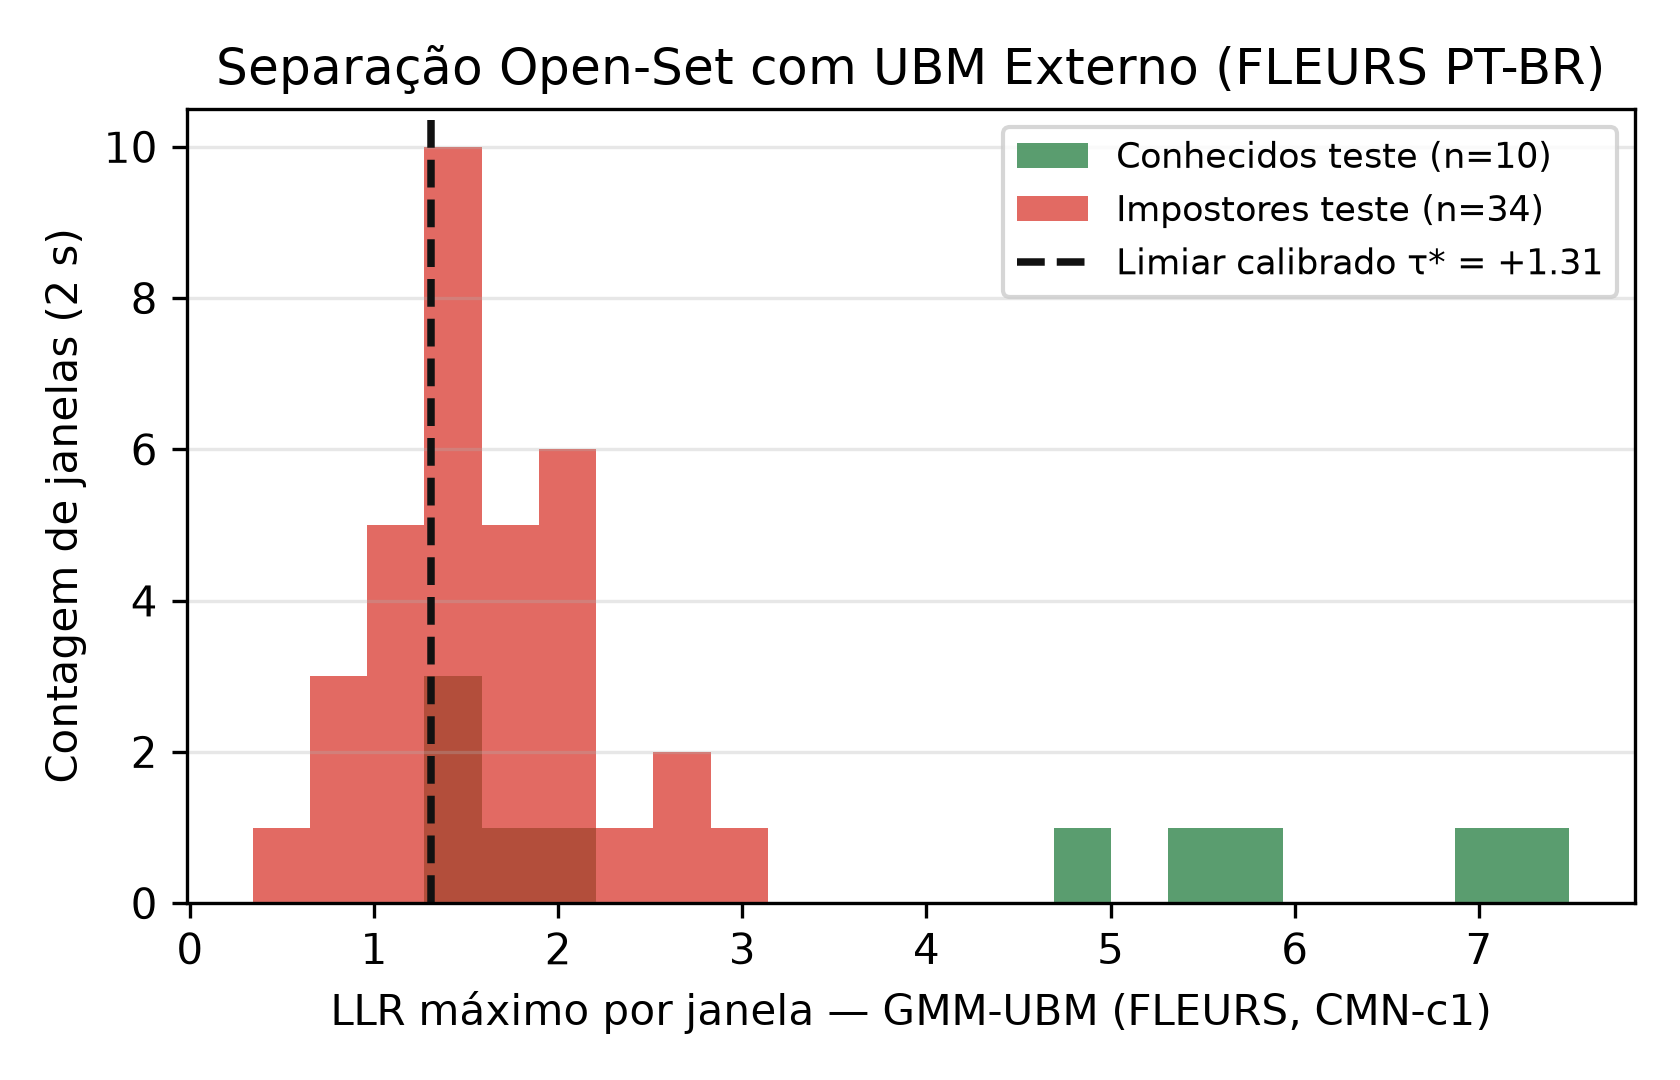 Separação Open-Set com UBM Externo (FLEURS PT-BR)
Conhecidos teste (n=10)
Impostores teste (n=34)
Limiar calibrado τ* = +1.31
Contagem de janelas (2 s)
10
8
6
4
2
0
0 1 2 3 4 5 6 7
LLR máximo por janela — GMM-UBM (FLEURS, CMN-c1)